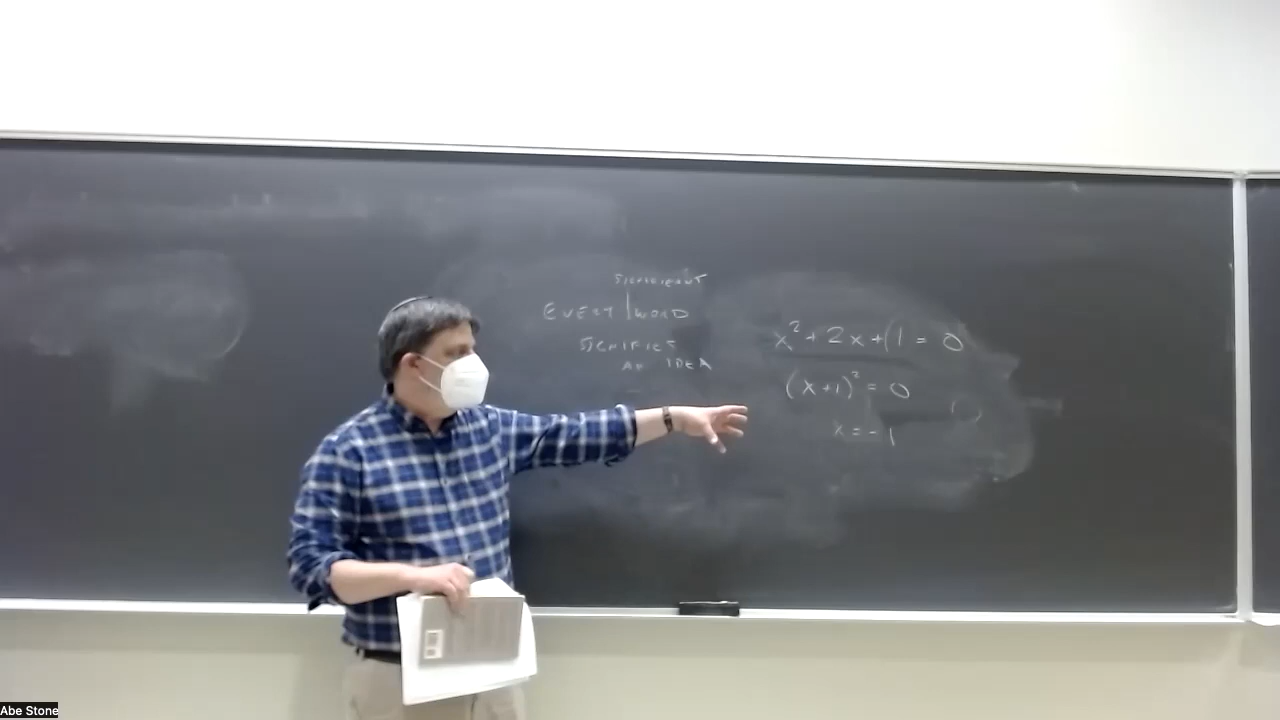 SIGNIFICANT
EVERY | WORD
SIGNIFIES
AN IDEA
x² + 2x + (1 = 0
(x+1)² = 0
x = -1
Abe Stone